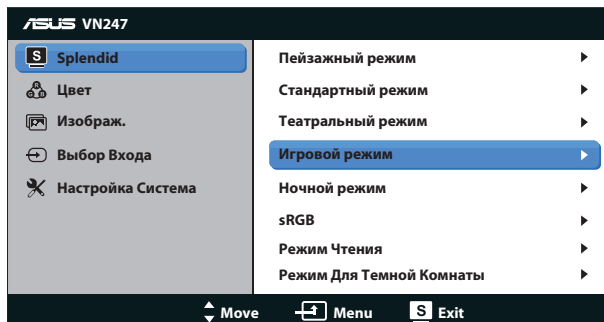 ASUS VN247
S Splendid
Цвет
Изображ.
Выбор Входа
Настройка Система
Пейзажный режим
Стандартный режим
Театральный режим
Игровой режим
Ночной режим
sRGB
Режим Чтения
Режим Для Темной Комнаты
Move Menu S Exit